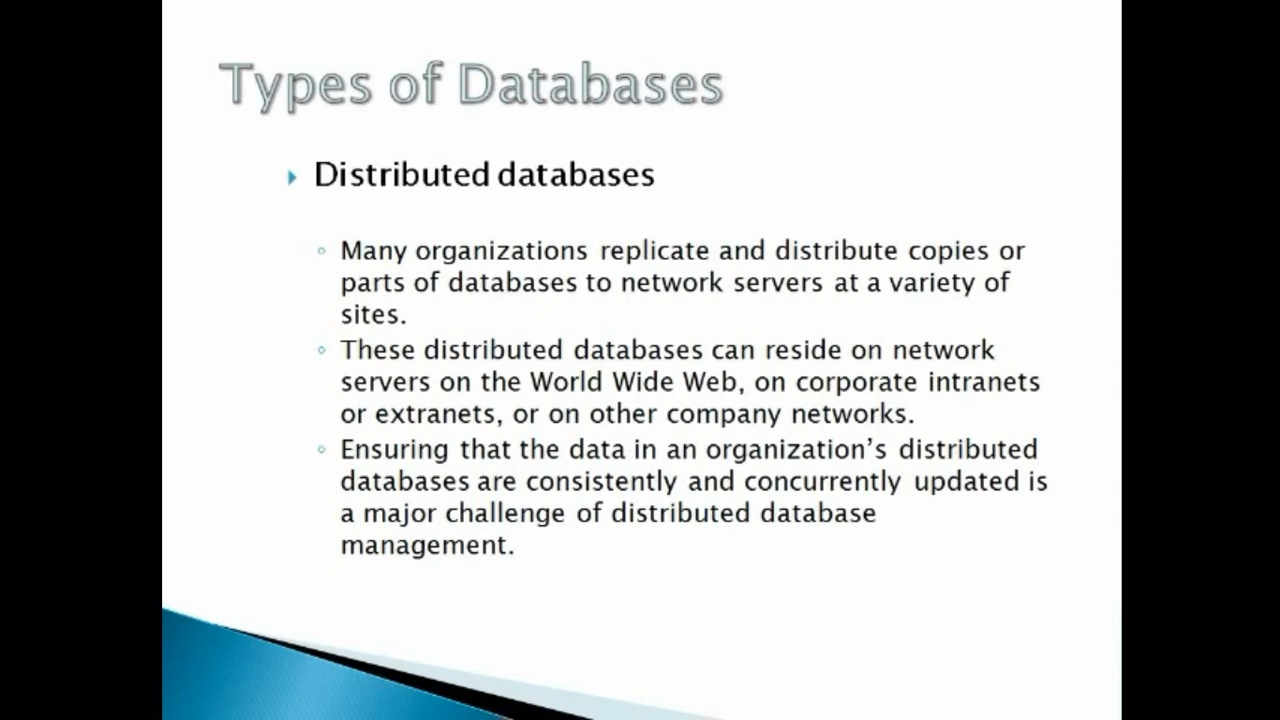 Types of Databases
Distributed databases
Many organizations replicate and distribute copies or
parts of databases to network servers at a variety of
sites.
These distributed databases can reside on network
servers on the World Wide Web, on corporate intranets
or extranets, or on other company networks.
Ensuring that the data in an organization’s distributed
databases are consistently and concurrently updated is
a major challenge of distributed database
management.